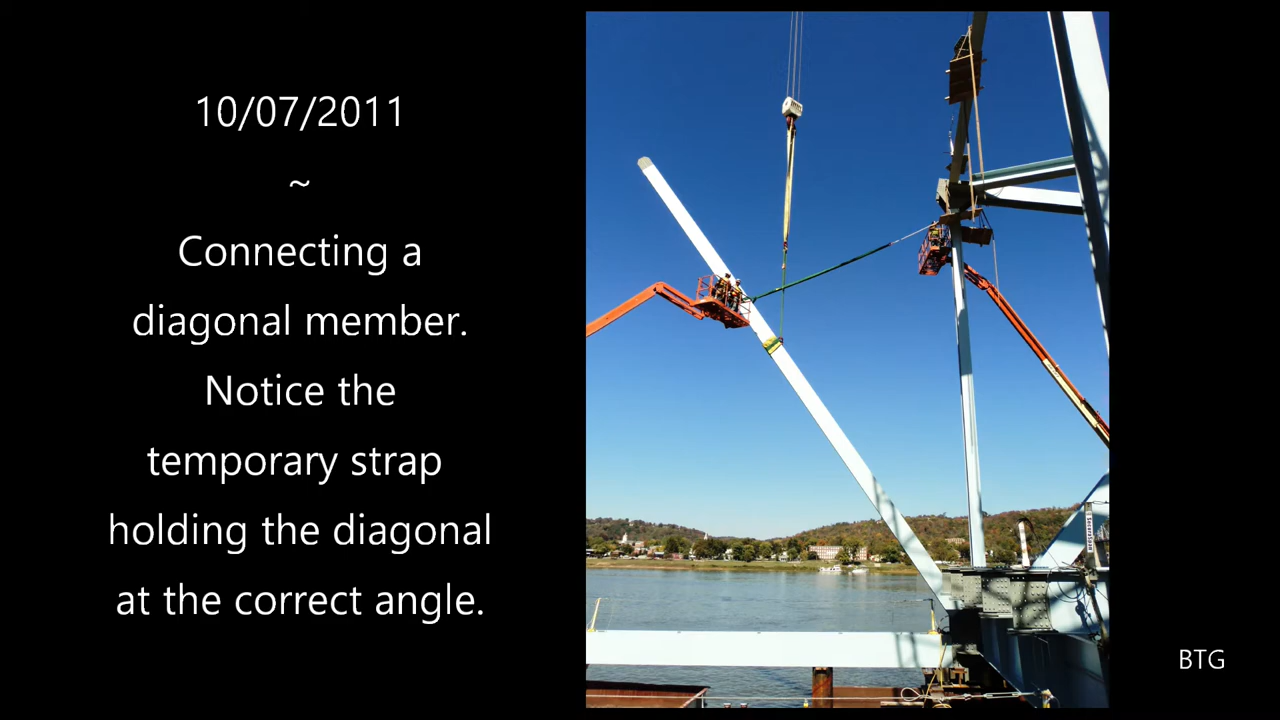 10/07/2011
~
Connecting a
diagonal member.
Notice the
temporary strap
holding the diagonal
at the correct angle.
BTG